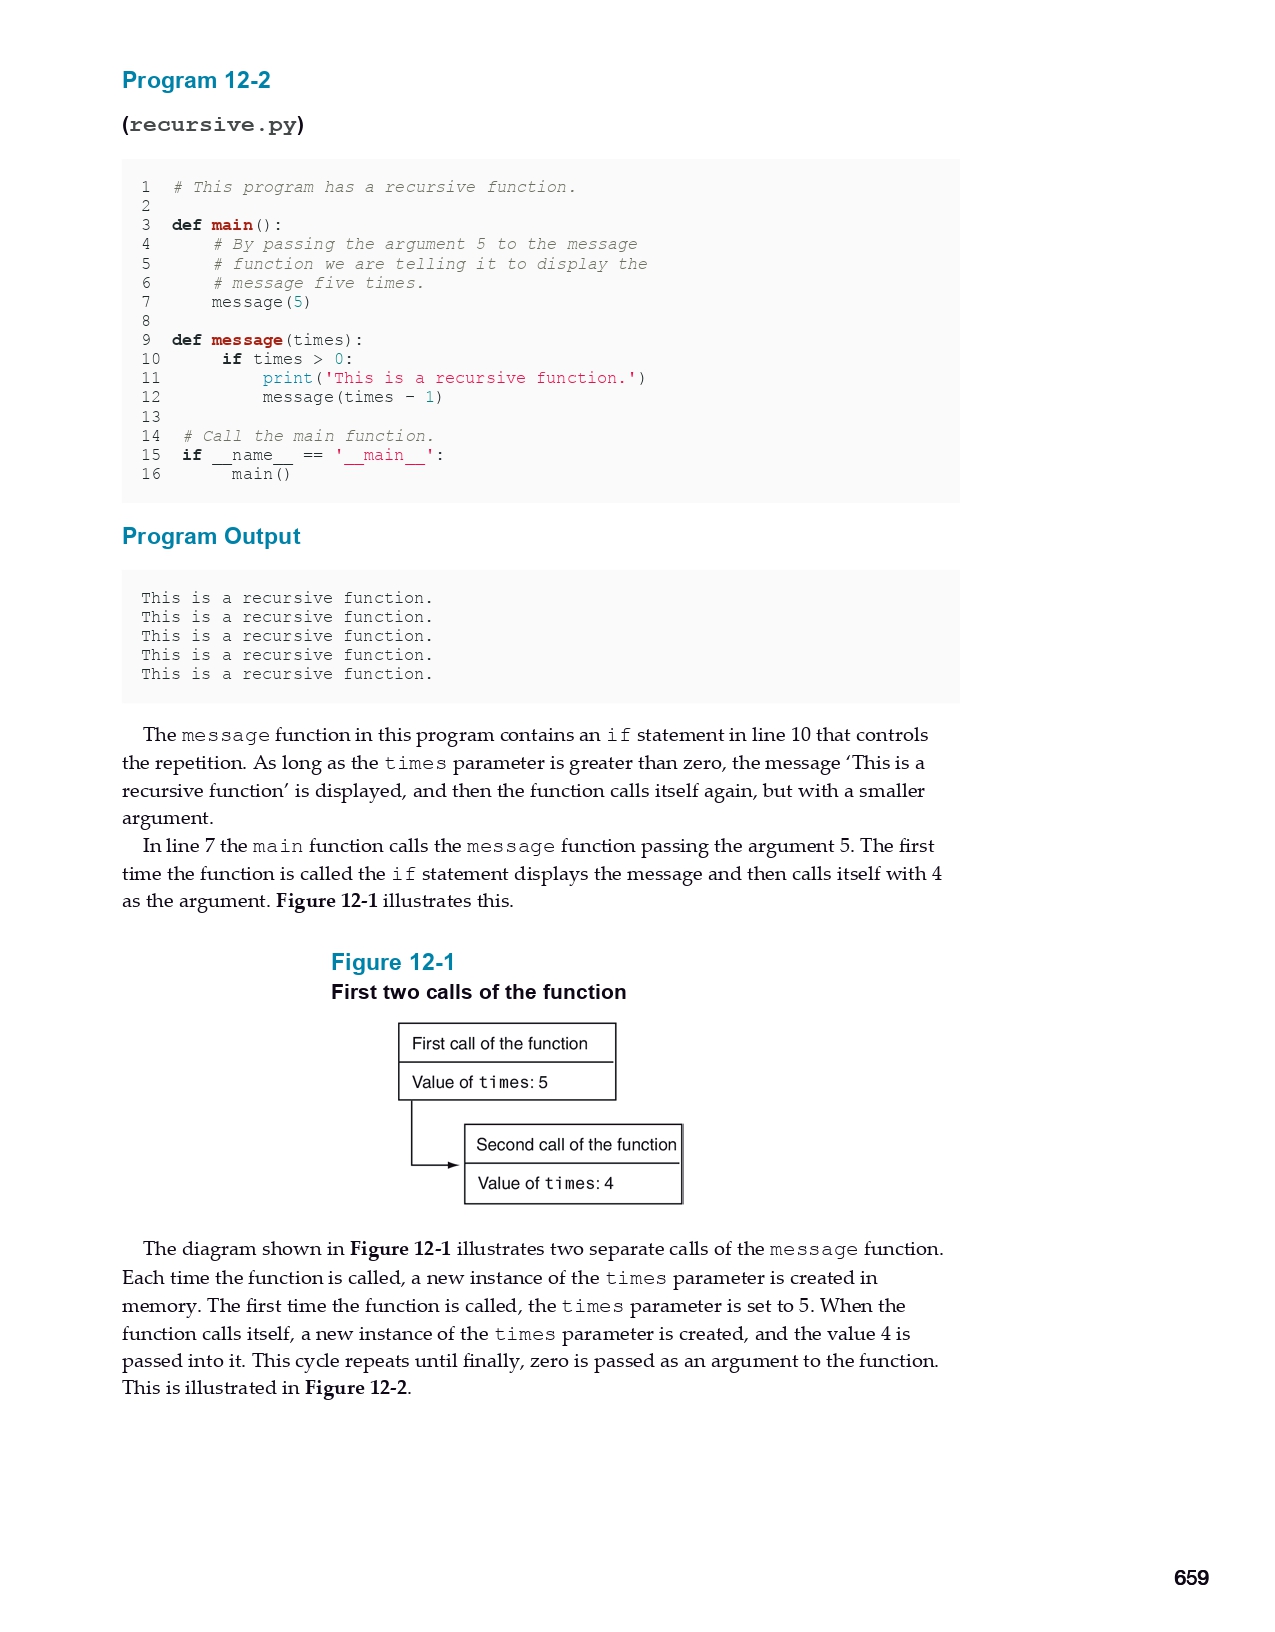 Program 12-2
(recursive.py)
1 # This program has a recursive function.
2
3 def main():
4     # By passing the argument 5 to the message
5     # function we are telling it to display the
6     # message five times.
7     message(5)
8
9 def message(times):
10     if times > 0:
11         print('This is a recursive function.')
12         message(times − 1)
13
14 # Call the main function.
15 if __name__ == '__main__':
16     main()
Program Output
This is a recursive function.
This is a recursive function.
This is a recursive function.
This is a recursive function.
This is a recursive function.
The message function in this program contains an if statement in line 10 that controls
the repetition. As long as the times parameter is greater than zero, the message ‘This is a
recursive function’ is displayed, and then the function calls itself again, but with a smaller
argument.
In line 7 the main function calls the message function passing the argument 5. The first
time the function is called the if statement displays the message and then calls itself with 4
as the argument. Figure 12-1 illustrates this.
Figure 12-1
First two calls of the function
First call of the function
Value of times: 5
Second call of the function
Value of times: 4
The diagram shown in Figure 12-1 illustrates two separate calls of the message function.
Each time the function is called, a new instance of the times parameter is created in
memory. The first time the function is called, the times parameter is set to 5. When the
function calls itself, a new instance of the times parameter is created, and the value 4 is
passed into it. This cycle repeats until finally, zero is passed as an argument to the function.
This is illustrated in Figure 12-2.
659